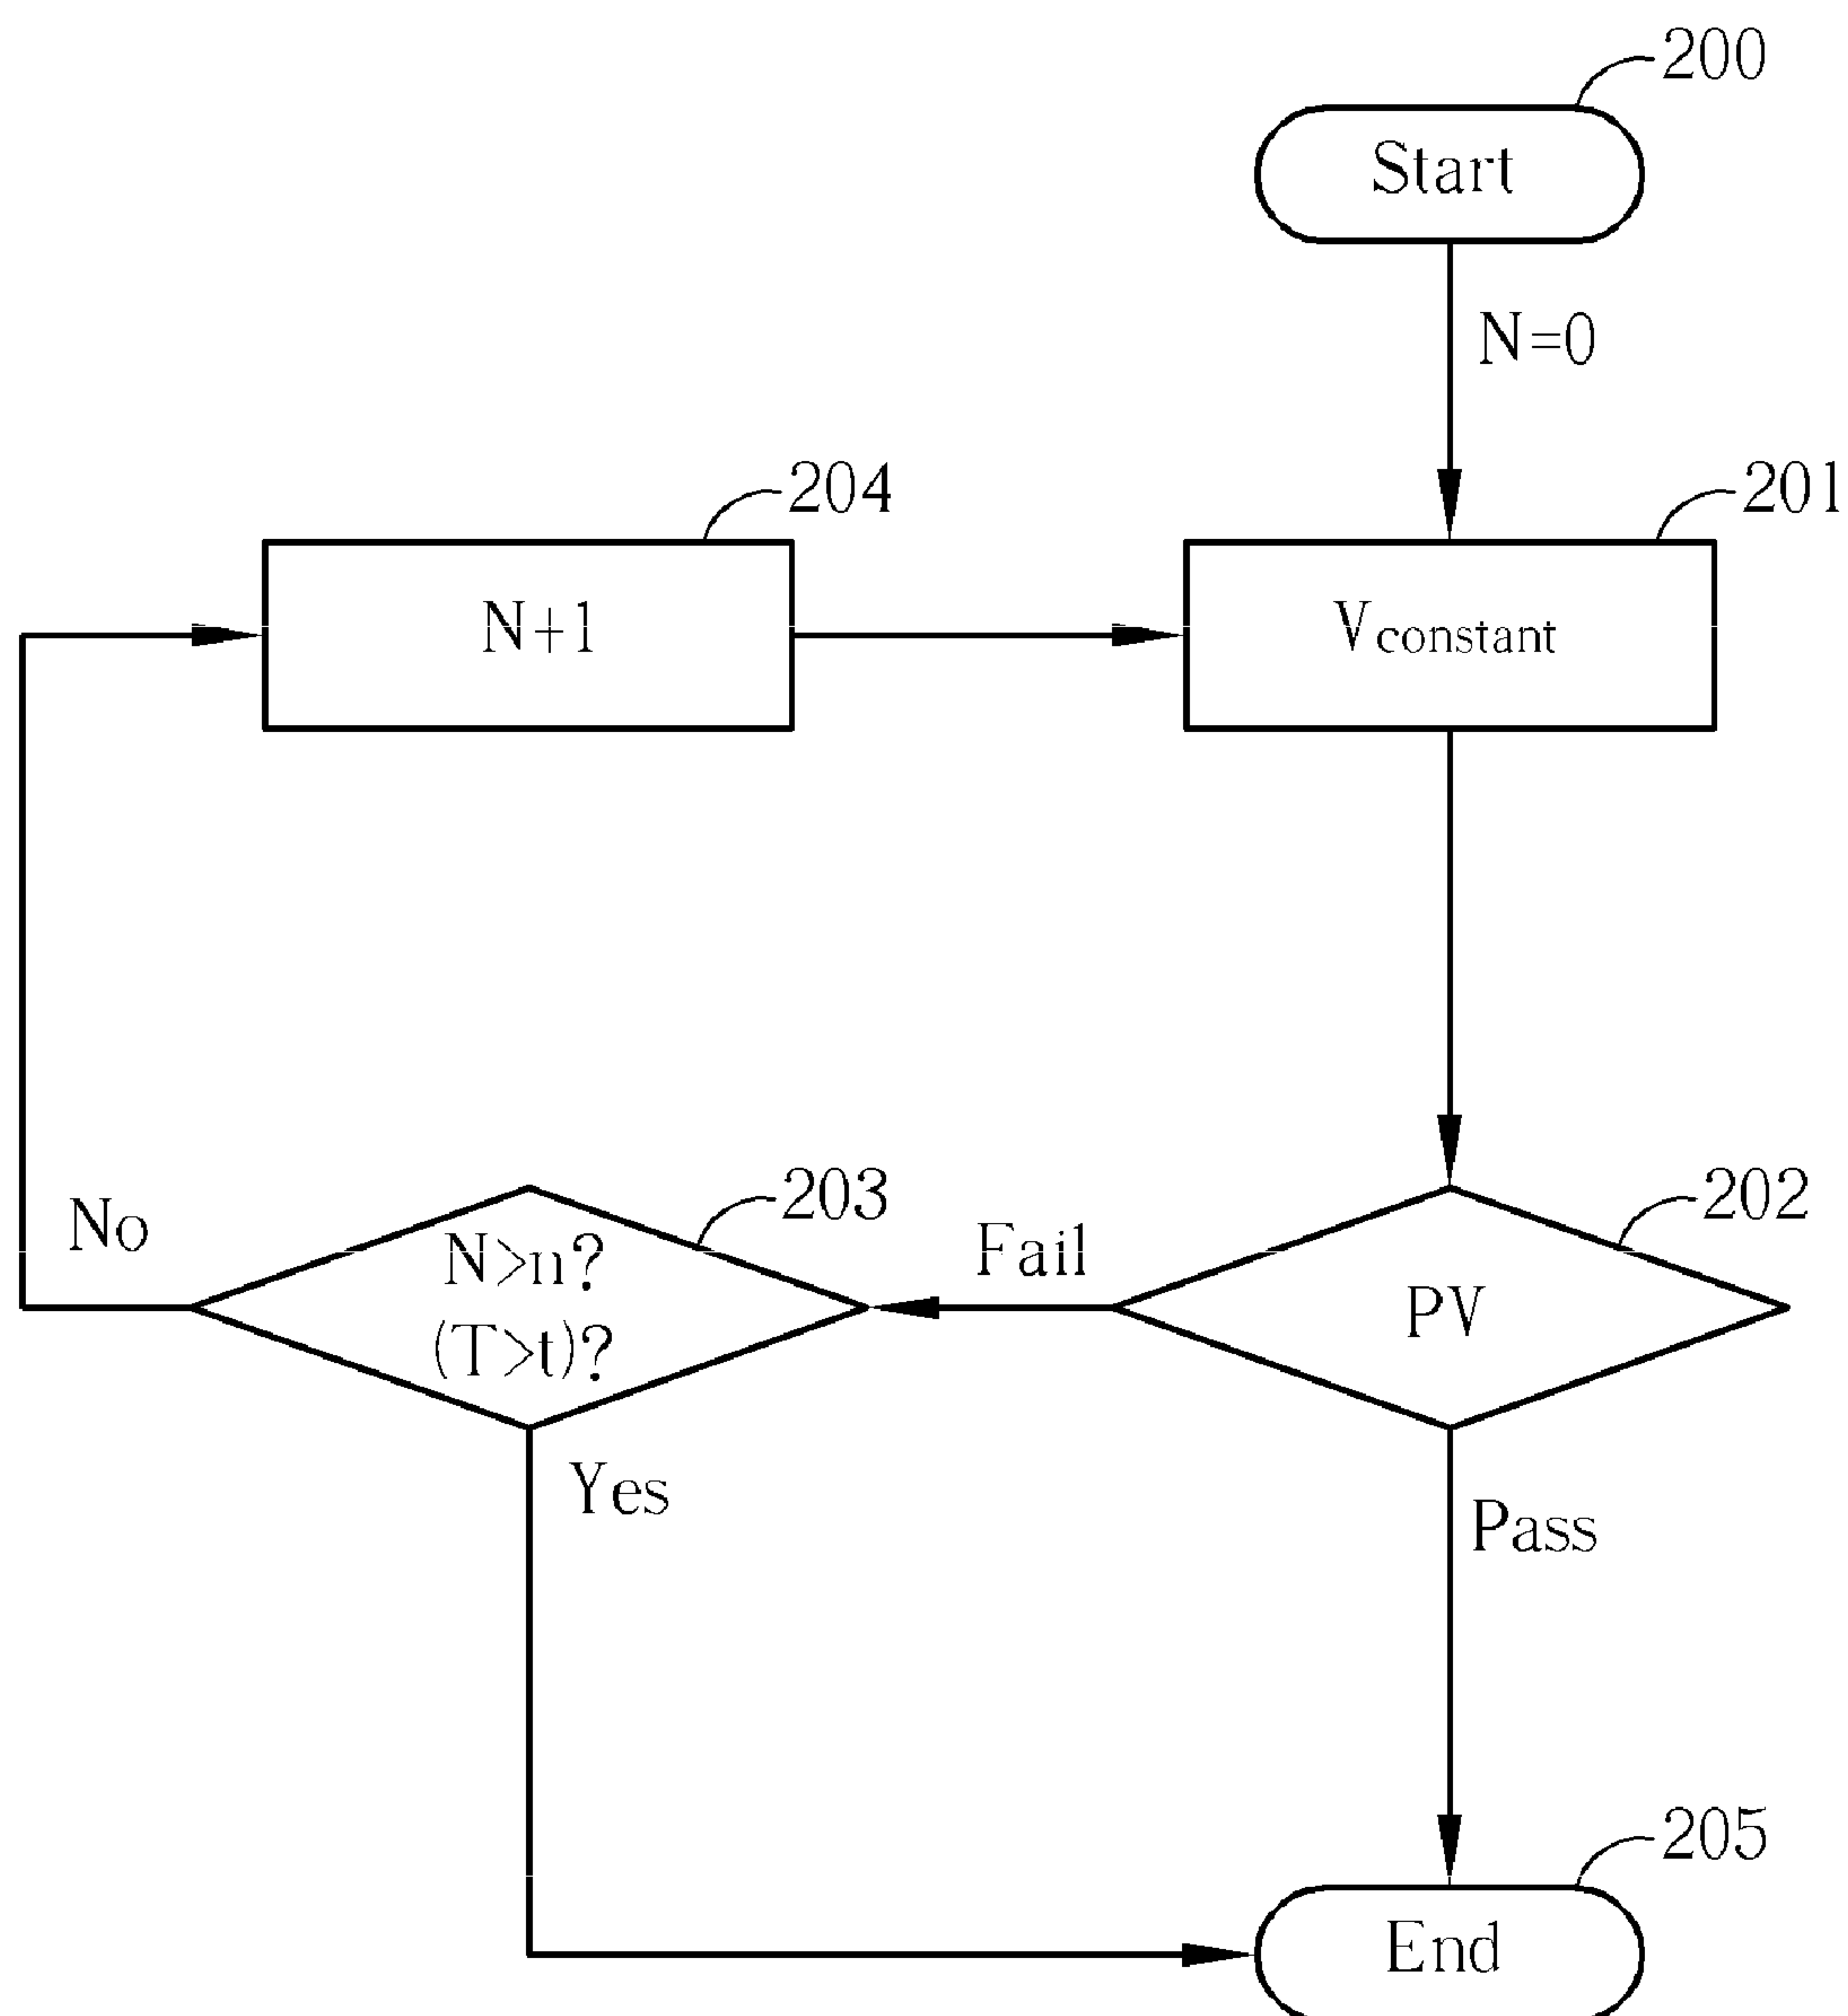 200
Start
N=0
204
201
N+1
Vconstant
No
203
202
N>n?
(T>t)?
Fail
PV
Yes
Pass
205
End